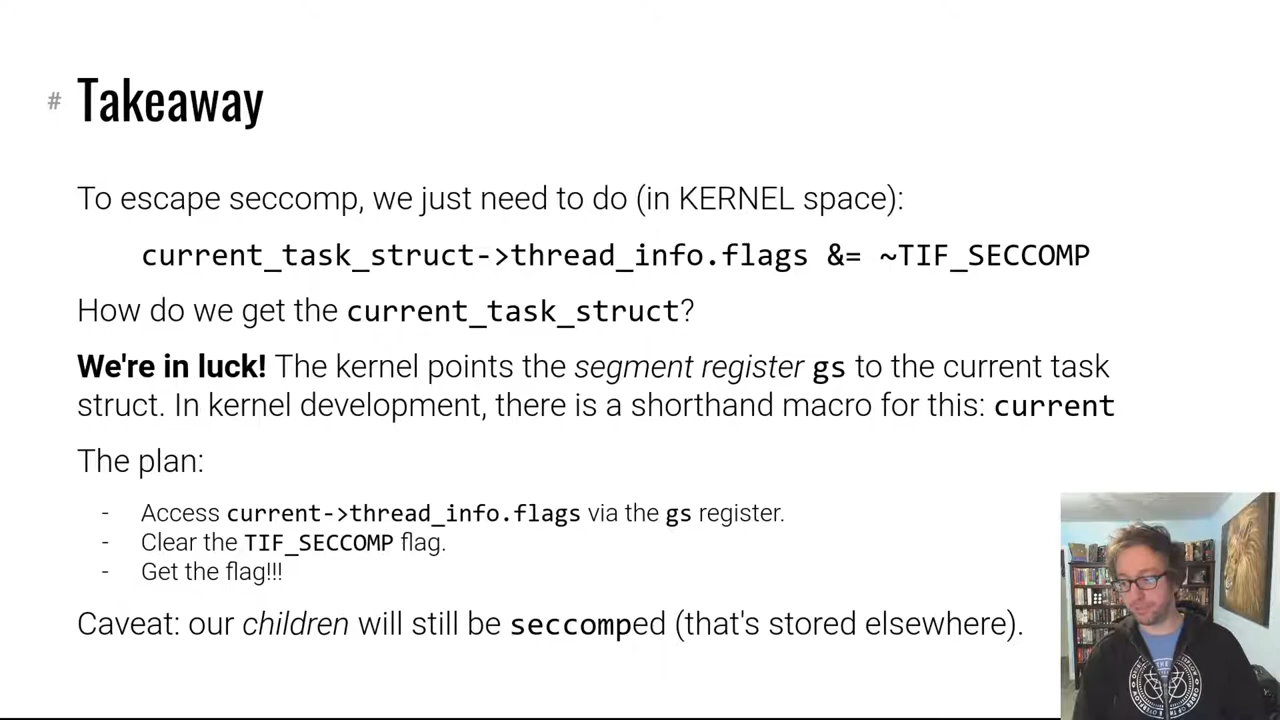 # Takeaway
To escape seccomp, we just need to do (in KERNEL space):
current_task_struct->thread_info.flags &= ~TIF_SECCOMP
How do we get the current_task_struct?
We're in luck! The kernel points the segment register gs to the current task
struct. In kernel development, there is a shorthand macro for this: current
The plan:
- Access current->thread_info.flags via the gs register.
- Clear the TIF_SECCOMP flag.
- Get the flag!!!
Caveat: our children will still be seccomped (that's stored elsewhere).